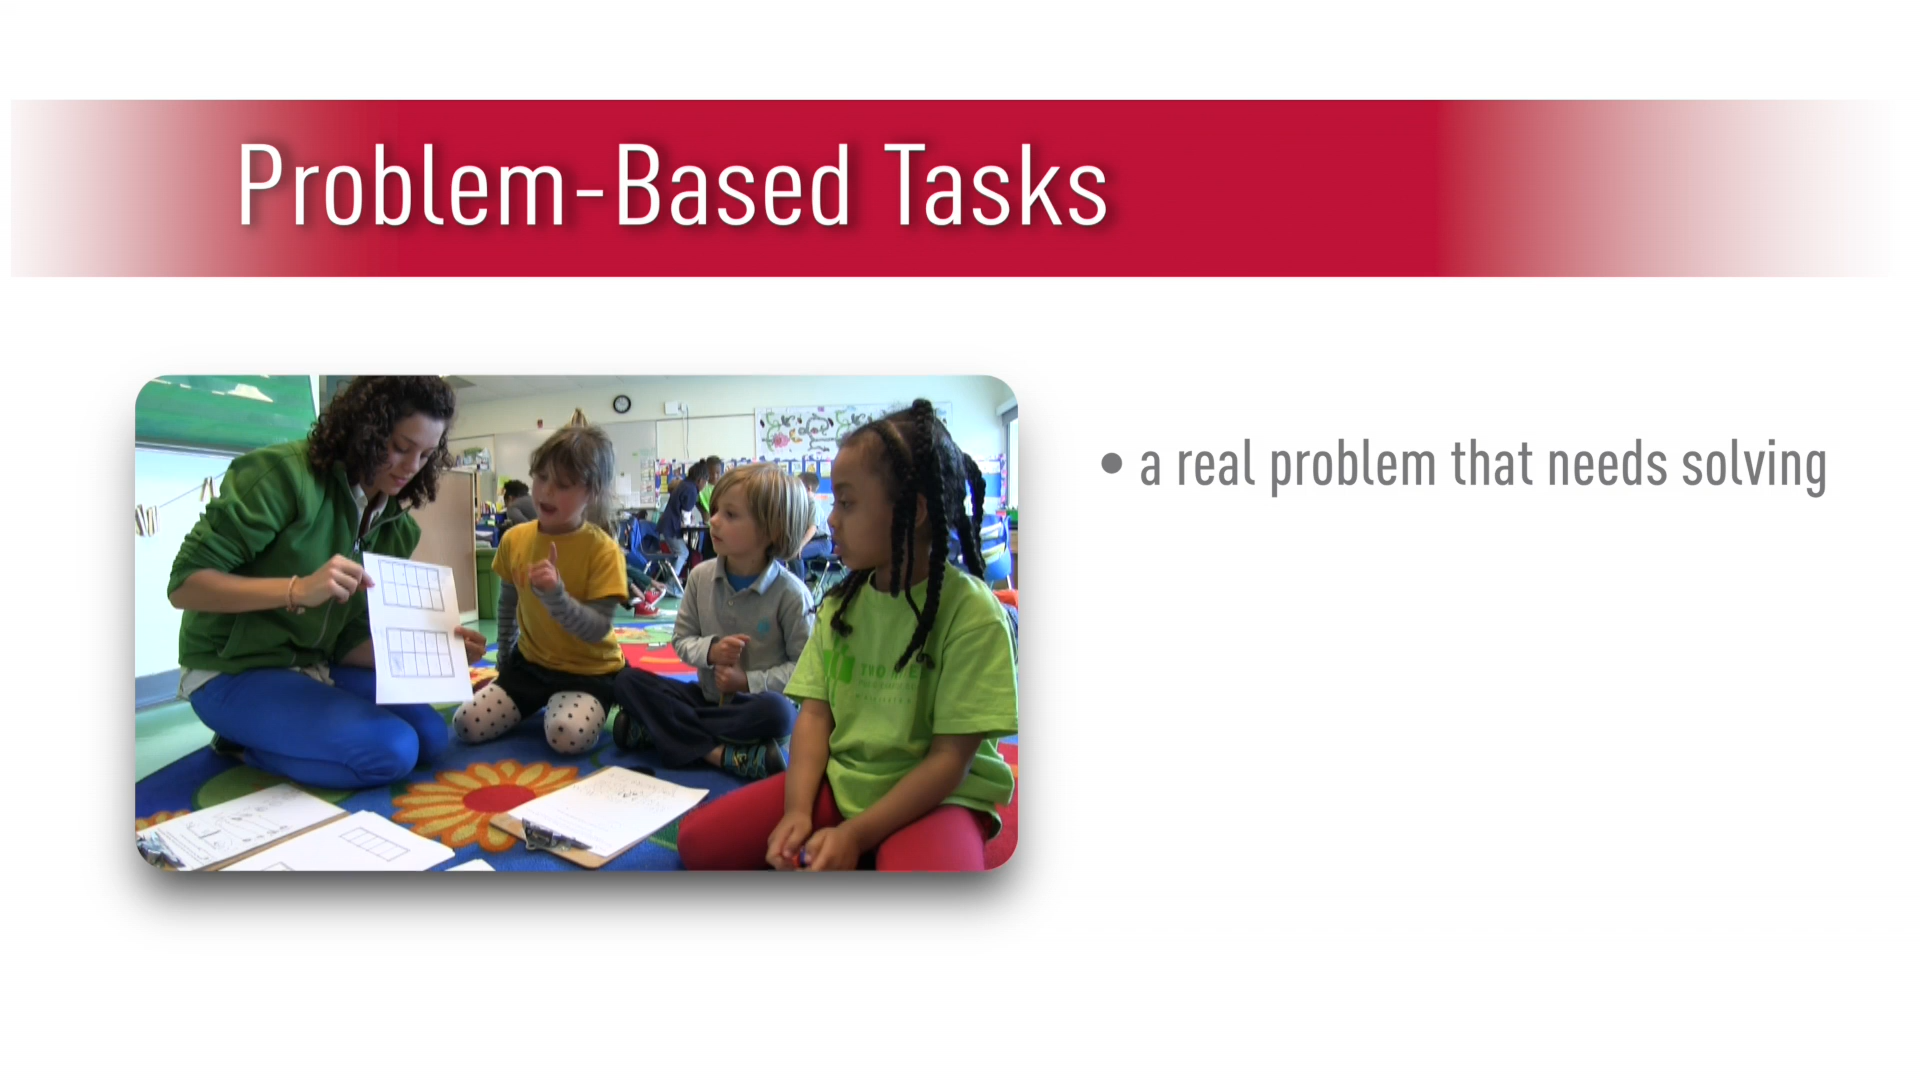 Problem-Based Tasks
• a real problem that needs solving